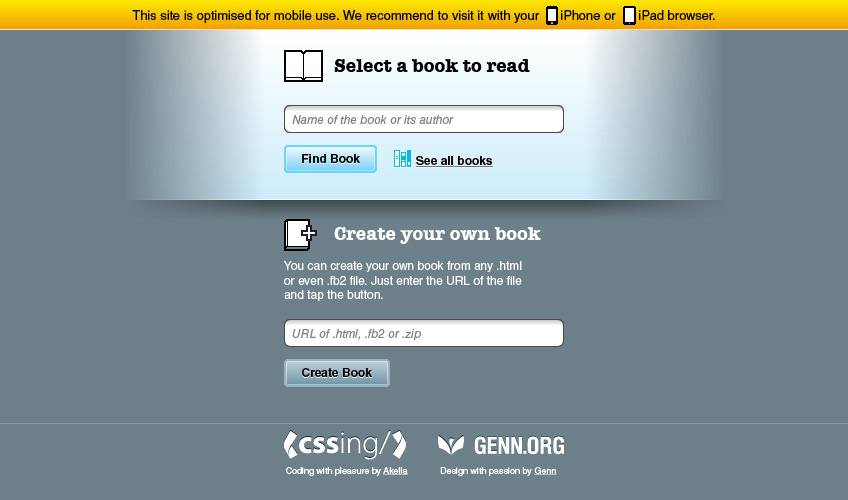 This site is optimised for mobile use. We recommend to visit it with your iPhone or iPad browser.
Select a book to read
Name of the book or its author
Find Book
See all books
Create your own book
You can create your own book from any .html
or even .fb2 file. Just enter the URL of the file
and tap the button.
URL of .html, .fb2 or .zip
Create Book
cssing/
GENN.ORG
Coding with pleasure by Akella
Design with passion by Genn